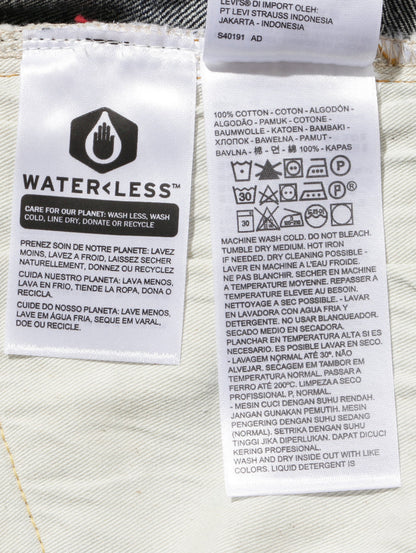 LEVI'S® DI IMPORT OLEH:
PT LEVI STRAUSS INDONESIA
JAKARTA - INDONESIA
S40191 AD
WATER<LESS™
CARE FOR OUR PLANET: WASH LESS, WASH
COLD, LINE DRY, DONATE OR RECYCLE
PRENEZ SOIN DE NOTRE PLANETE: LAVEZ
MOINS, LAVEZ A FROID, LAISSEZ SECHER
NATURELLEMENT, DONNEZ OU RECYCLEZ
CUIDA NUESTRO PLANETA: LAVA MENOS,
LAVA EN FRIO, TIENDE LA ROPA, DONA O
RECICLA.
CUIDE DO NOSSO PLANETA: LAVE MENOS,
LAVE EM ÁGUA FRIA, SEQUE EM VARAL,
DOE OU RECICLE.
100% COTTON - COTON - ALGODÓN -
ALGODÃO - PAMUK - COTONE -
BAUMWOLLE - KATOEN - BAMBAKI -
ХЛОПОК - BAWEŁNA - PAMUT -
BAVLNA - 棉 - 면 - 綿 - 100% - KAPAS
P
30
P
30
MACHINE WASH COLD. DO NOT BLEACH.
TUMBLE DRY MEDIUM. HOT IRON
IF NEEDED. DRY CLEANING POSSIBLE -
LAVER EN MACHINE A L'EAU FROIDE.
NE PAS BLANCHIR. SECHER EN MACHINE
A TEMPERATURE MOYENNE. REPASSER A
TEMPERATURE ELEVEE AU BESOIN.
NETTOYAGE A SEC POSSIBLE. - LAVAR
EN LAVADORA CON AGUA FRIA Y
DETERGENTE. NO USAR BLANQUEADOR.
SECADO MEDIO EN SECADORA.
PLANCHAR EN TEMPERATURA ALTA SI ES
NECESARIO. ES POSIBLE LAVAR EN SECO.
- LAVAGEM NORMAL ATÉ 30º. NÃO
ALVEJAR. SECAGEM EM TAMBOR EM
TEMPERATURA NORMAL. PASSAR A
FERRO ATÉ 200ºC. LIMPEZA A SECO
PROFISSIONAL P, NORMAL.
- MESIN CUCI DENGAN SUHU RENDAH.
JANGAN GUNAKAN PEMUTIH. MESIN
PENGERING DENGAN SUHU SEDANG
(NORMAL). SETRIKA DENGAN SUHU
TINGGI JIKA DIPERLUKAN. DAPAT DICUCI
KERING PROFESIONAL.
WASH AND DRY INSIDE OUT WITH LIKE
COLORS. LIQUID DETERGENT IS